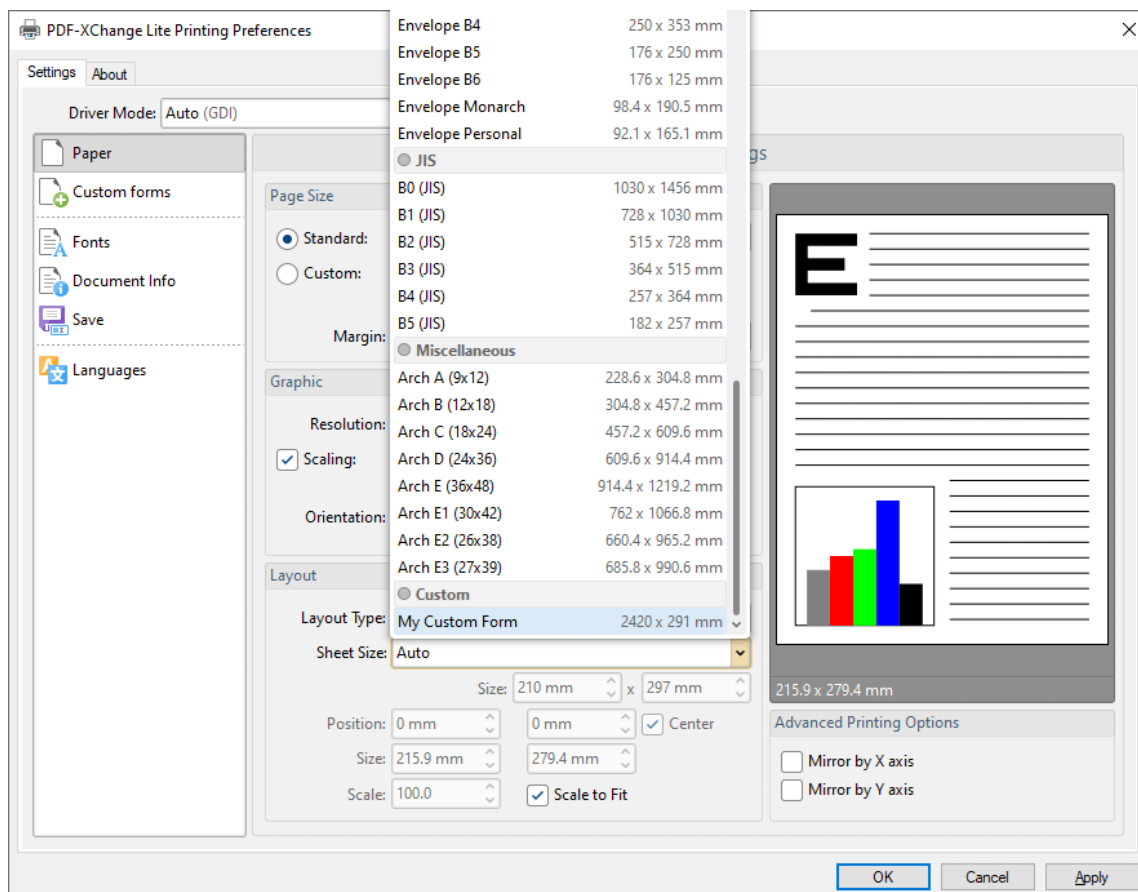 PDF-XChange Lite Printing Preferences
Settings
About
Driver Mode: Auto (GDI)
Paper
Custom forms
Fonts
Document Info
Save
Languages
gs
Page Size
Standard:
Custom:
Margin:
Graphic
Resolution:
Scaling:
Orientation:
Layout
Layout Type:
Sheet Size: Auto
Envelope B4 250 x 353 mm
Envelope B5 176 x 250 mm
Envelope B6 176 x 125 mm
Envelope Monarch 98.4 x 190.5 mm
Envelope Personal 92.1 x 165.1 mm
JIS
B0 (JIS) 1030 x 1456 mm
B1 (JIS) 728 x 1030 mm
B2 (JIS) 515 x 728 mm
B3 (JIS) 364 x 515 mm
B4 (JIS) 257 x 364 mm
B5 (JIS) 182 x 257 mm
Miscellaneous
Arch A (9x12) 228.6 x 304.8 mm
Arch B (12x18) 304.8 x 457.2 mm
Arch C (18x24) 457.2 x 609.6 mm
Arch D (24x36) 609.6 x 914.4 mm
Arch E (36x48) 914.4 x 1219.2 mm
Arch E1 (30x42) 762 x 1066.8 mm
Arch E2 (26x38) 660.4 x 965.2 mm
Arch E3 (27x39) 685.8 x 990.6 mm
Custom
My Custom Form 2420 x 291 mm
Size: 210 mm x 297 mm
Position: 0 mm 0 mm Center
Size: 215.9 mm 279.4 mm
Scale: 100.0 Scale to Fit
E
215.9 x 279.4 mm
Advanced Printing Options
Mirror by X axis
Mirror by Y axis
OK
Cancel
Apply